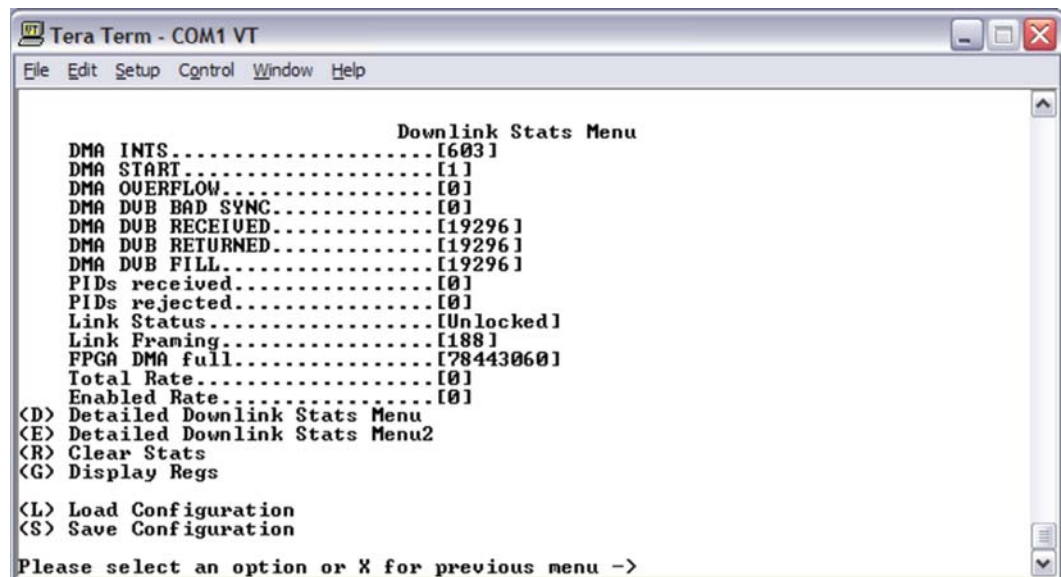 Tera Term - COM1 VT
File Edit Setup Control Window Help
Downlink Stats Menu
DMA INTS......................[603]
DMA START.....................[1]
DMA OVERFLOW..................[0]
DMA DVB BAD SYNC..............[0]
DMA DVB RECEIVED..............[19296]
DMA DVB RETURNED..............[19296]
DMA DVB FILL..................[19296]
PIDs received.................[0]
PIDs rejected.................[0]
Link Status...................[Unlocked]
Link Framing..................[188]
FPGA DMA full.................[78443060]
Total Rate....................[0]
Enabled Rate..................[0]
(D) Detailed Downlink Stats Menu
(E) Detailed Downlink Stats Menu2
(R) Clear Stats
(G) Display Regs
(L) Load Configuration
(S) Save Configuration
Please select an option or X for previous menu ->